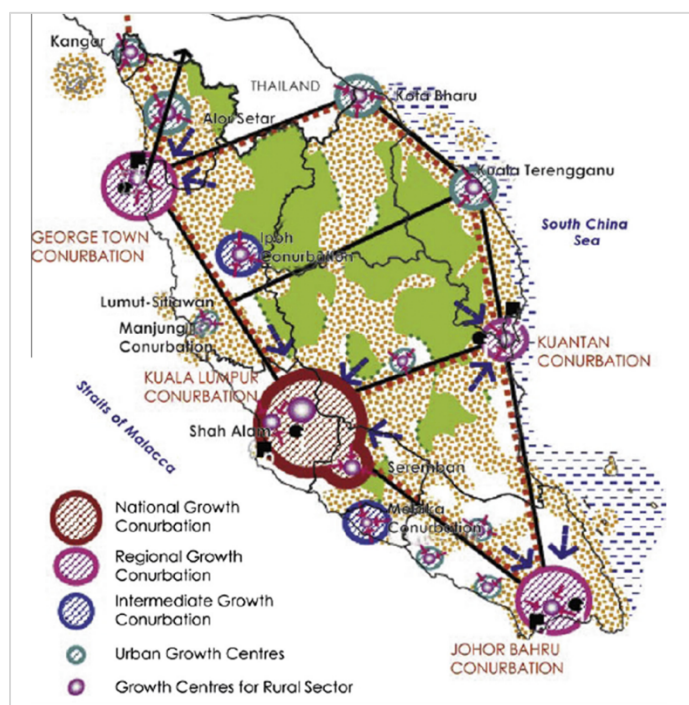 Kangar
THAILAND
Kota Bharu
Alor Setar
Kuala Terengganu
South China
Sea
GEORGE TOWN
CONURBATION
Ipoh
Conurbation
Lumut-Sitiawan
Manjung
Conurbation
KUANTAN
CONURBATION
KUALA LUMPUR
CONURBATION
Straits of Malacca
Shah Alam
Seremban
Melaka
Conurbation
National Growth
Conurbation
Regional Growth
Conurbation
Intermediate Growth
Conurbation
Urban Growth Centres
Growth Centres for Rural Sector
JOHOR BAHRU
CONURBATION